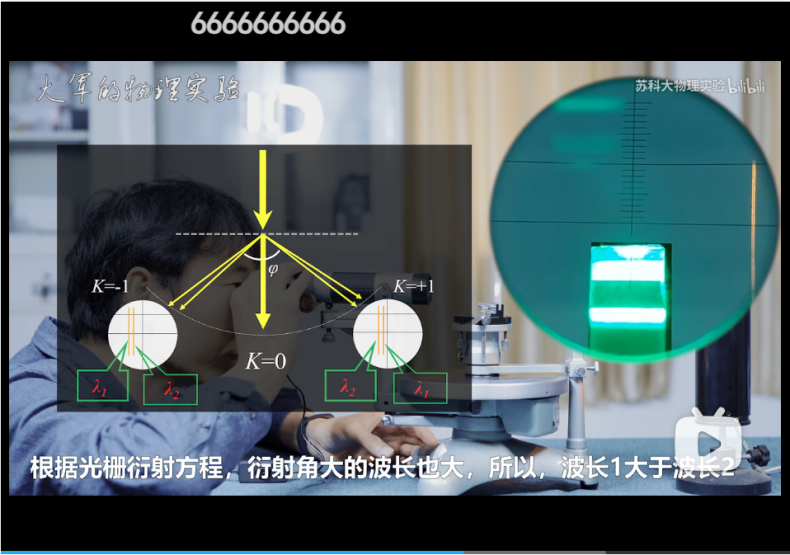 6666666666
大军的物理实验
苏科大物理实验 bilibili
φ
K=-1
K=+1
K=0
λ1
λ2
λ2
λ1
根据光栅衍射方程，衍射角大的波长也大，所以，波长1大于波长2